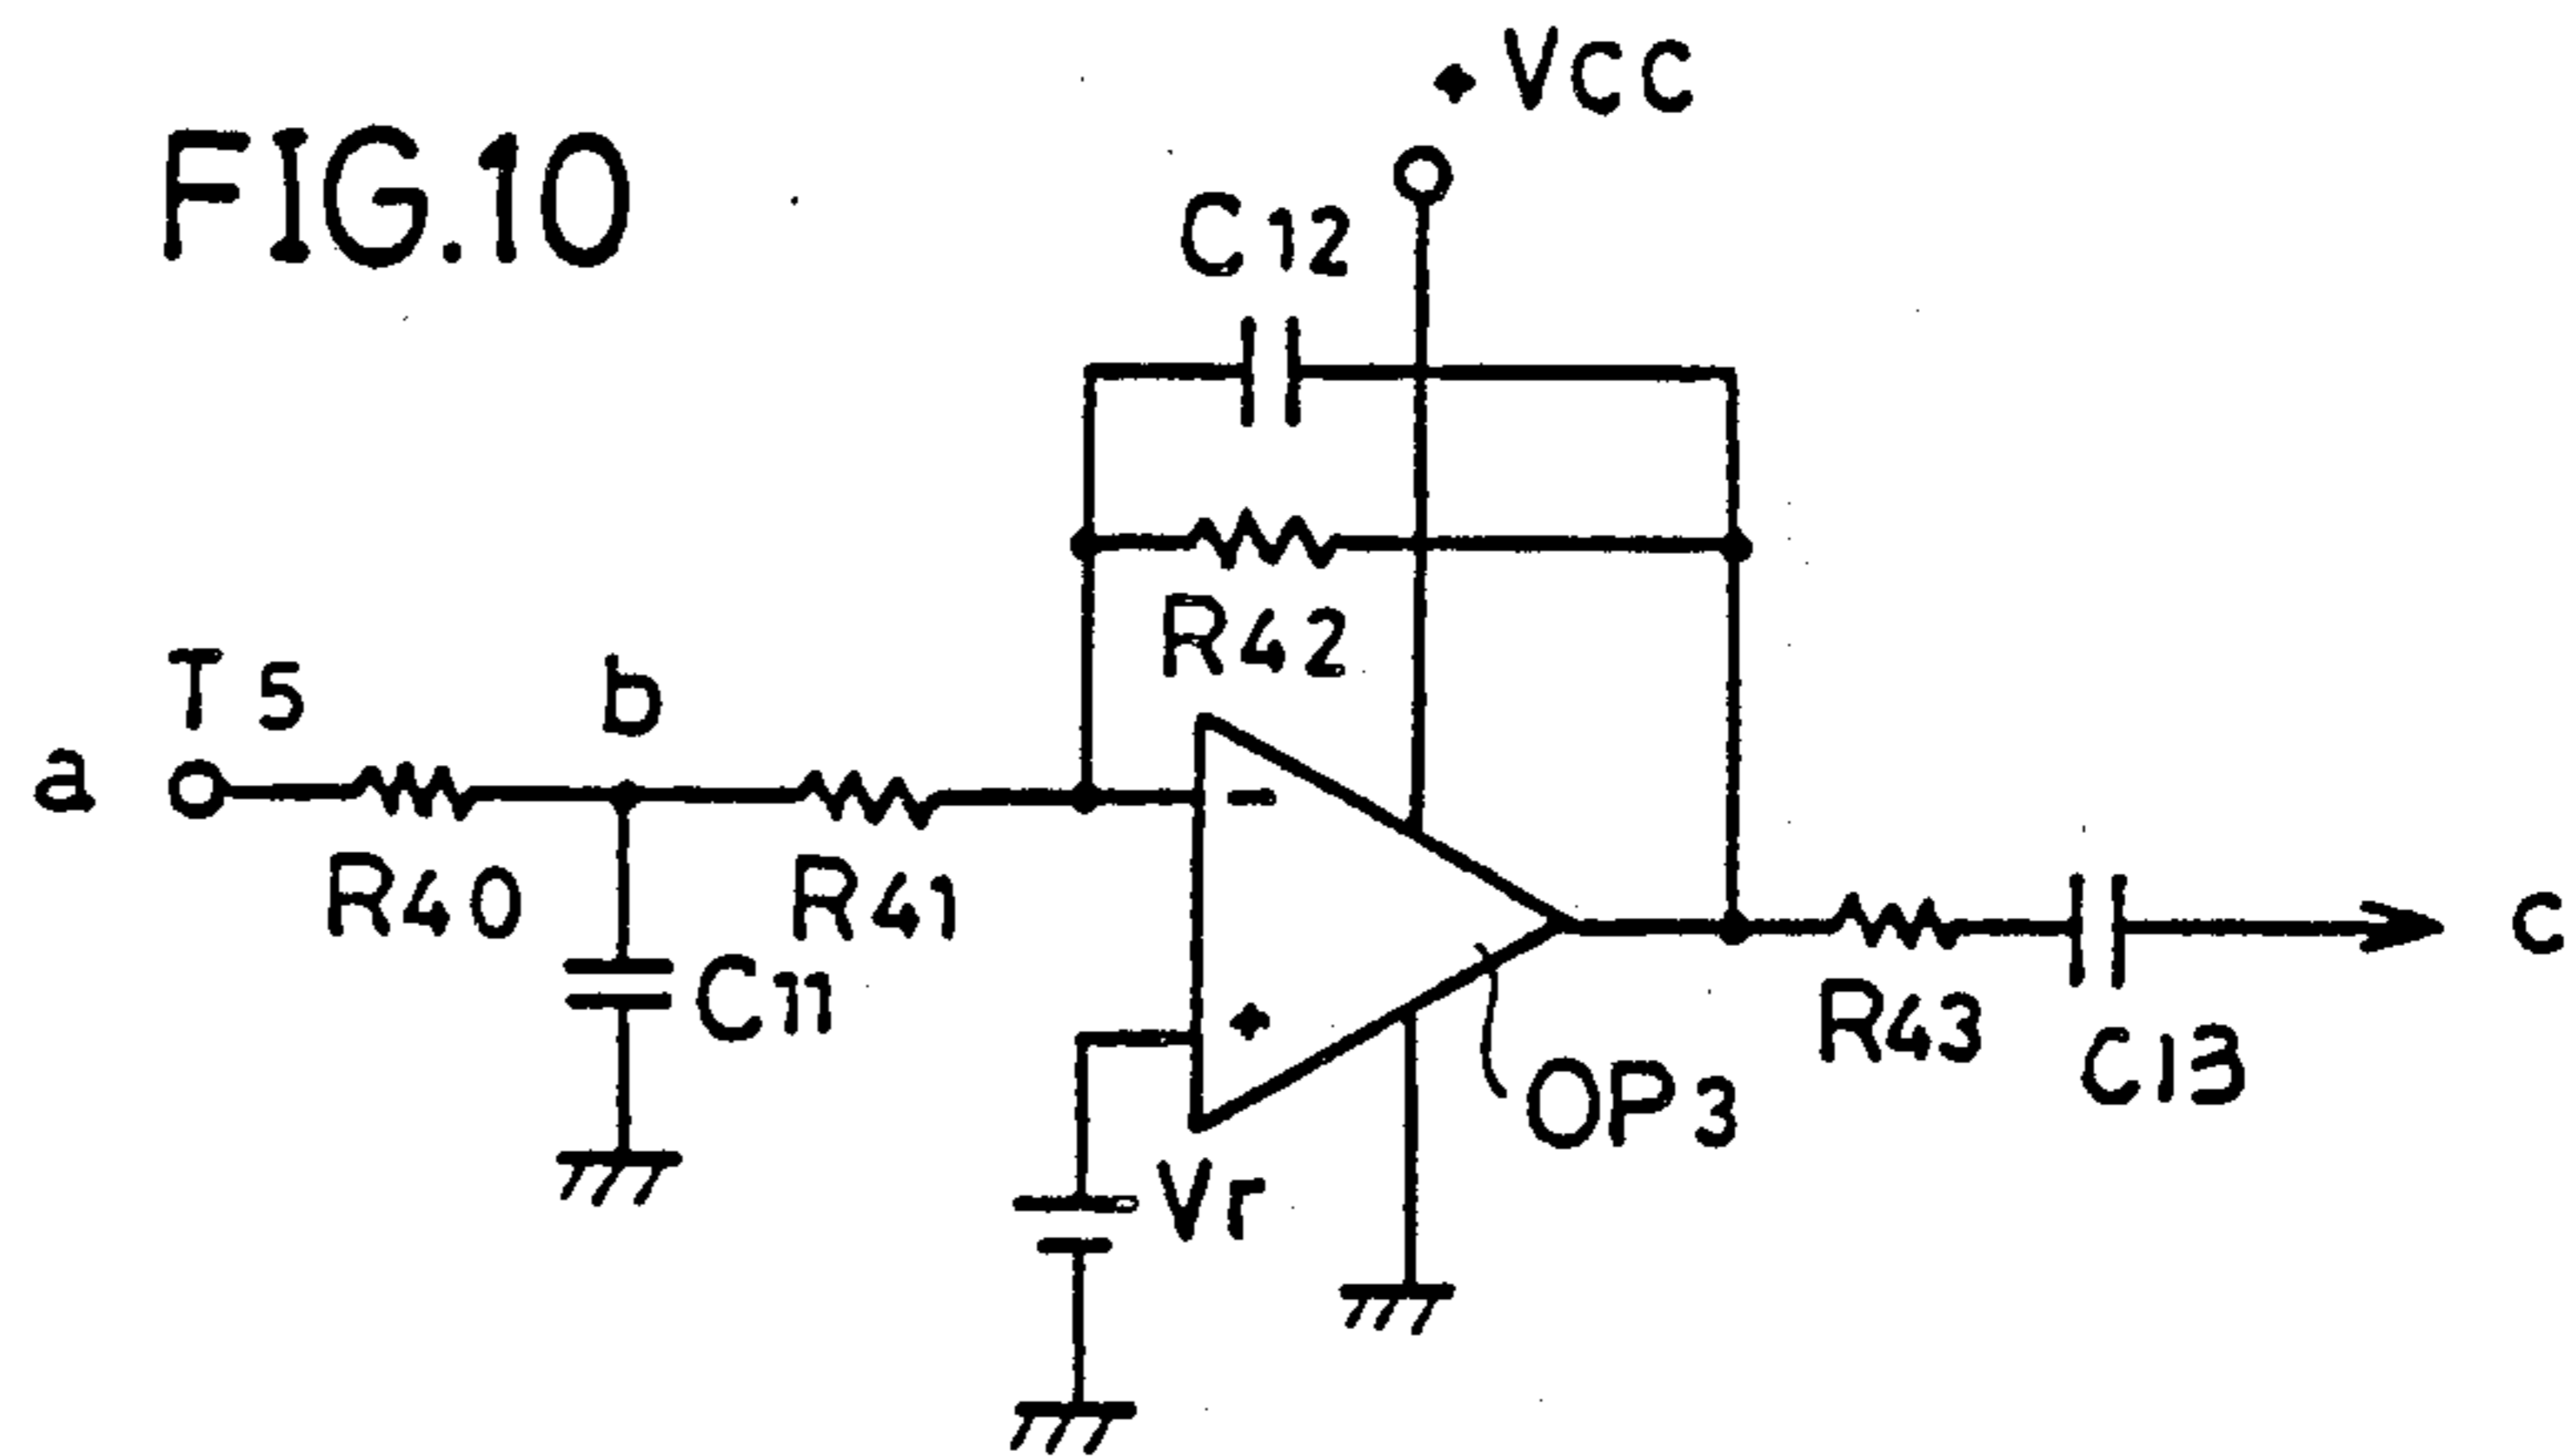 FIG.10
+VCC
C12
R42
T5
a
b
R40
R41
C11
-
+
OP3
R43
C13
c
Vr